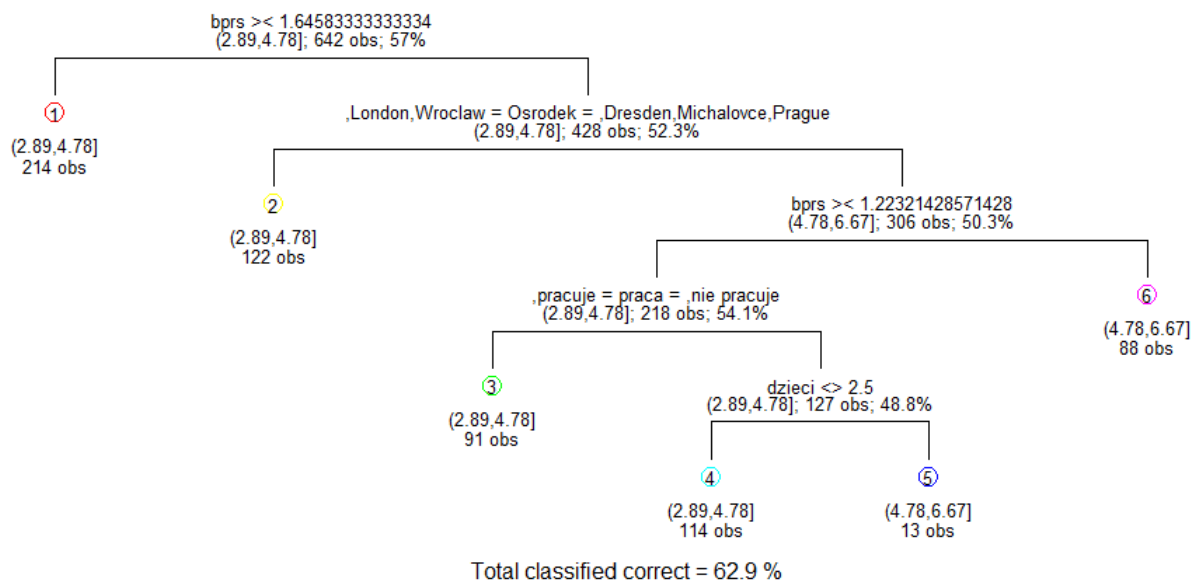 bprs >< 1.64583333333334
(2.89,4.78]; 642 obs; 57%
1
(2.89,4.78]
214 obs
,London,Wroclaw = Osrodek = ,Dresden,Michalovce,Prague
(2.89,4.78]; 428 obs; 52.3%
2
(2.89,4.78]
122 obs
bprs >< 1.22321428571428
(4.78,6.67]; 306 obs; 50.3%
,pracuje = praca = ,nie pracuje
(2.89,4.78]; 218 obs; 54.1%
6
(4.78,6.67]
88 obs
3
(2.89,4.78]
91 obs
dzieci <> 2.5
(2.89,4.78]; 127 obs; 48.8%
4
(2.89,4.78]
114 obs
5
(4.78,6.67]
13 obs
Total classified correct = 62.9 %